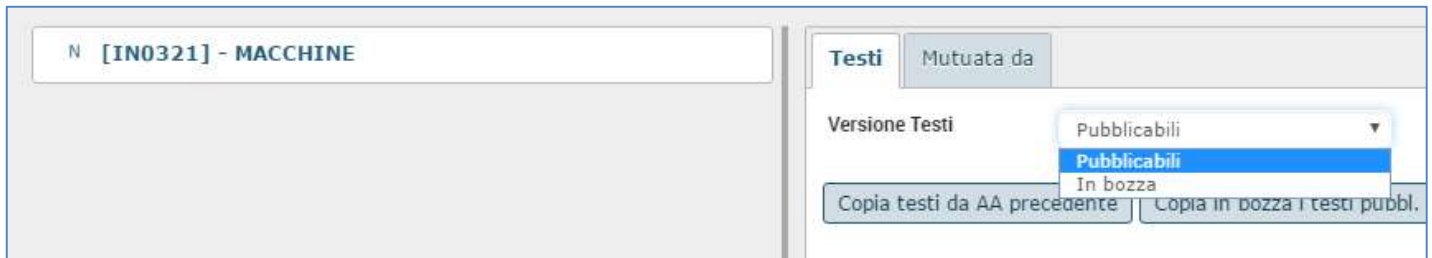 N [IN0321] - MACCHINE
Testi Mutuata da
Versione Testi Pubblicabili
Pubblicabili
In bozza
Copia testi da AA precedente Copia in bozza i testi pubbl.